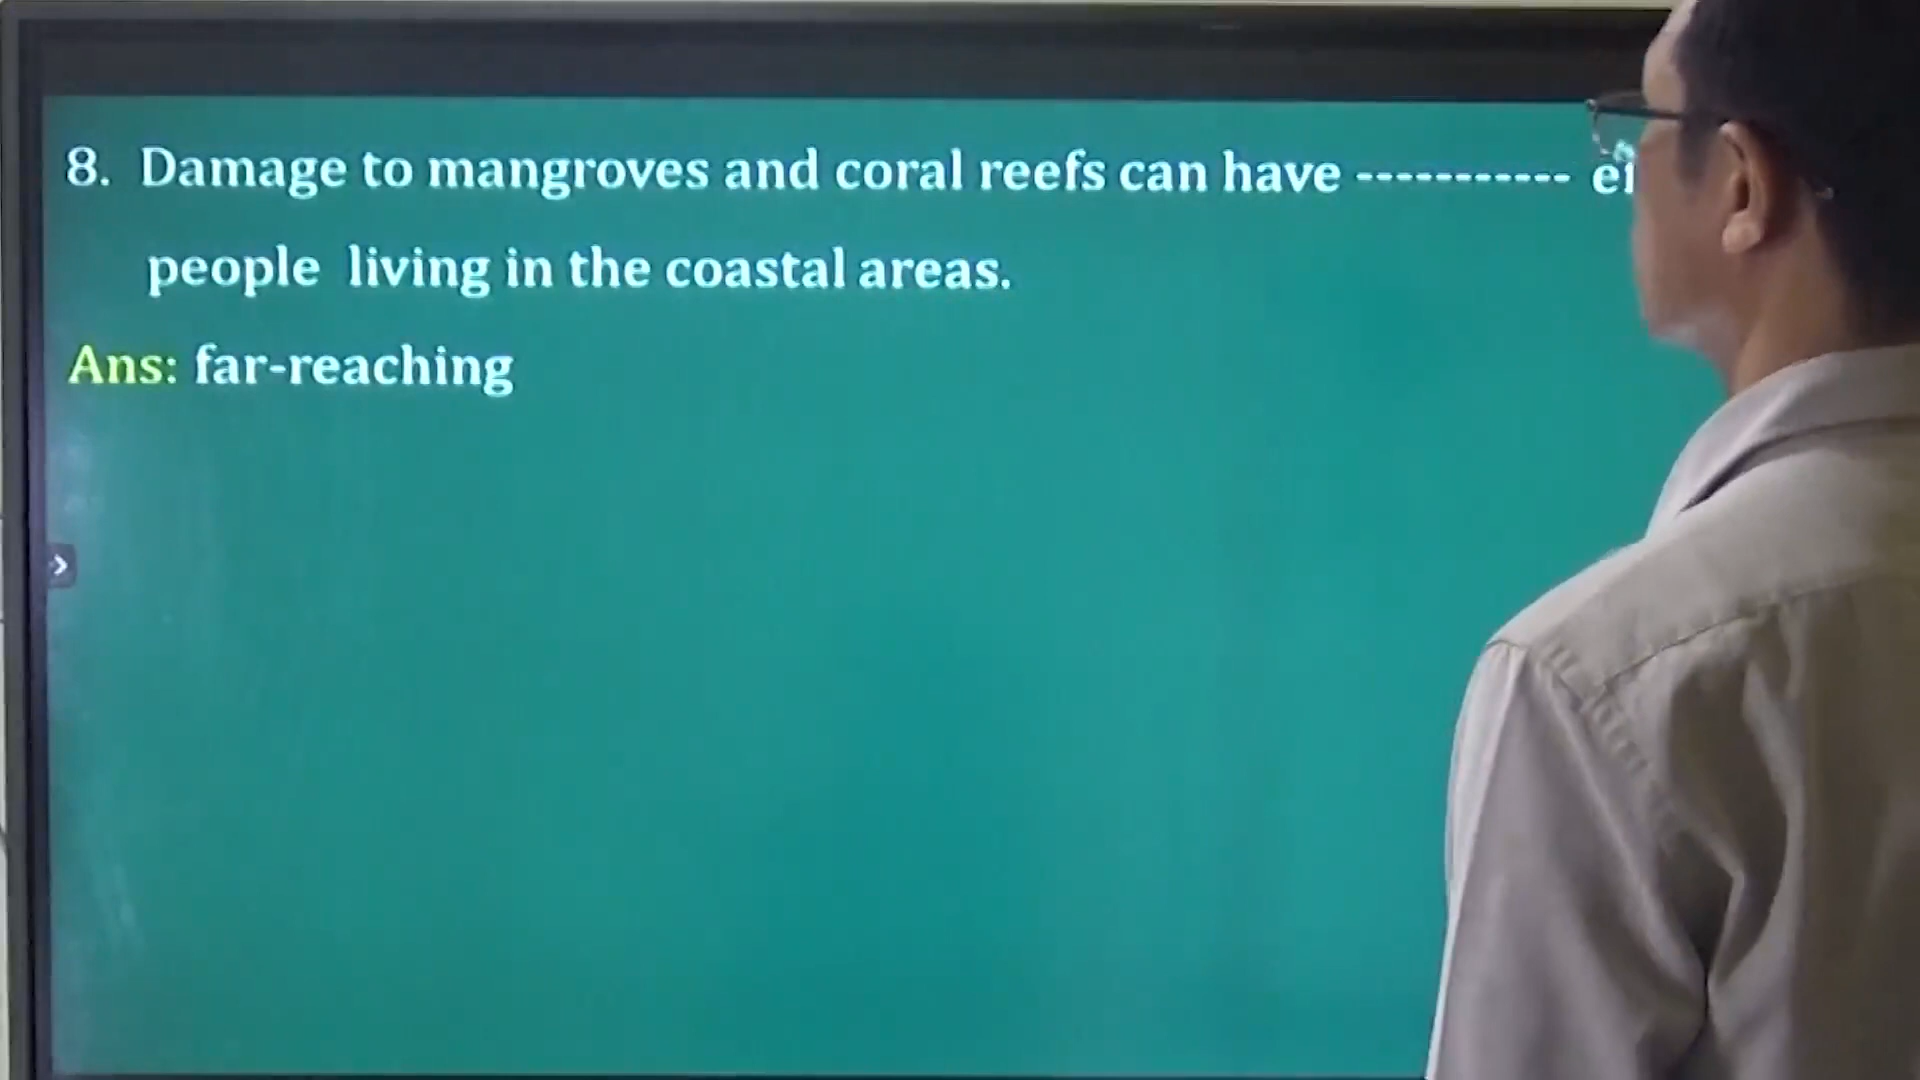 8. Damage to mangroves and coral reefs can have -----------
people living in the coastal areas.
Ans: far-reaching